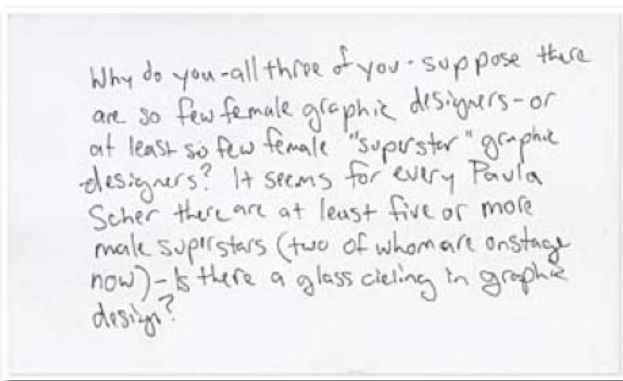 Why do you - all three of you - suppose there
are so few female graphic designers - or
at least so few female "superstar" graphic
designers? It seems for every Paula
Scher there are at least five or more
male superstars (two of whom are onstage
now) - Is there a glass cieling in graphic
design?